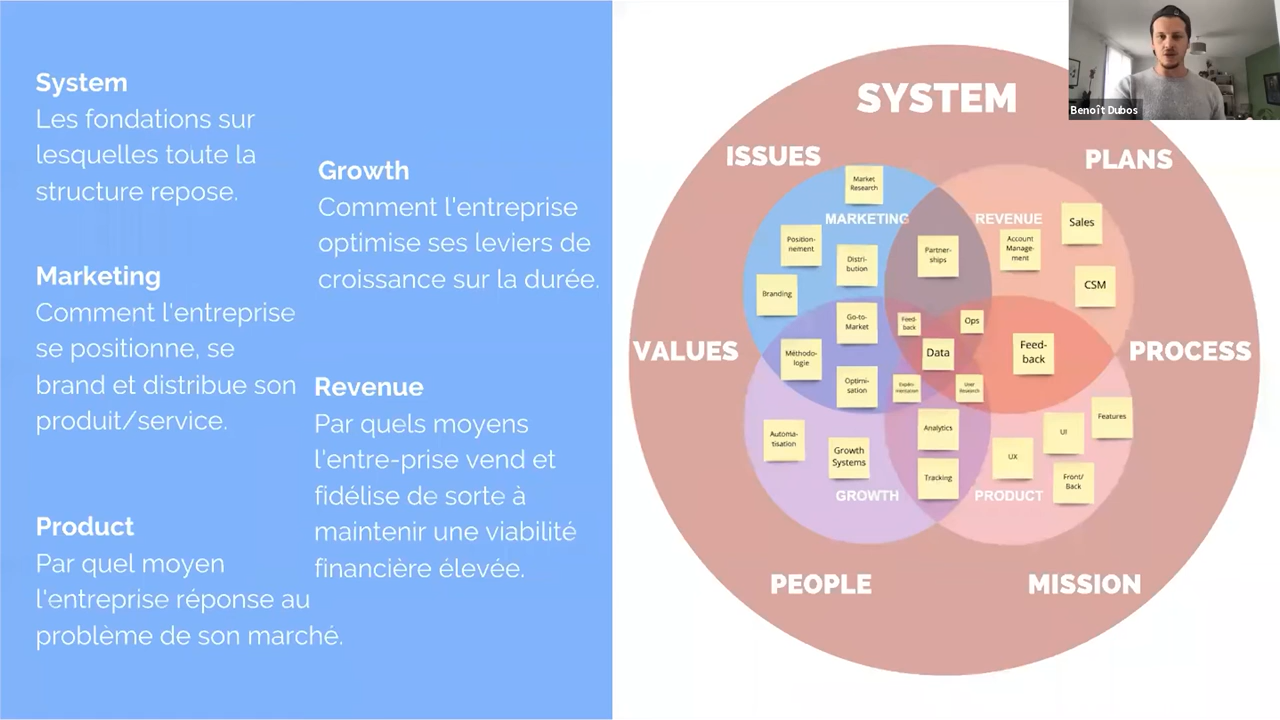 System
Les fondations sur
lesquelles toute la
structure repose.
Marketing
Comment l'entreprise
se positionne, se
brand et distribue son
produit/service.
Product
Par quel moyen
l'entreprise réponse au
problème de son marché.
Growth
Comment l'entreprise
optimise ses leviers de
croissance sur la durée.
Revenue
Par quels moyens
l'entre-prise vend et
fidélise de sorte à
maintenir une viabilité
financière élevée.
SYSTEM
ISSUES
PLANS
VALUES
PROCESS
PEOPLE
MISSION
MARKETING
REVENUE
GROWTH
PRODUCT
Market
Research
Position-
nement
Distri-
bution
Branding
Partner-
ships
Account
Manage-
ment
Sales
CSM
Go-to-
Market
Feed-
back
Ops
Data
Feed-
back
Méthodo-
logie
Optimi-
sation
Expéri-
mentation
User
Research
Automa-
tisation
Growth
Systems
Analytics
Tracking
UX
UI
Features
Front/
Back
Benoît Dubos